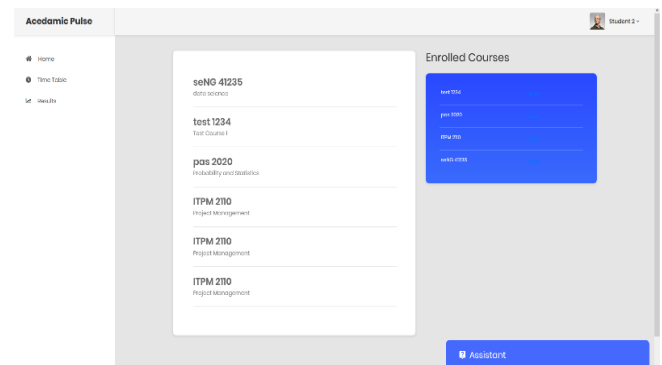 Acedamic Pulse
Student 2
Home
Time Table
Results
seNG 41235
data science
test 1234
Test Course 1
pas 2020
Probability and Statistics
ITPM 2110
Project Management
ITPM 2110
Project Management
ITPM 2110
Project Management
Enrolled Courses
test 1234
pas 2020
ITPM 2110
seNG 41235
Assistant